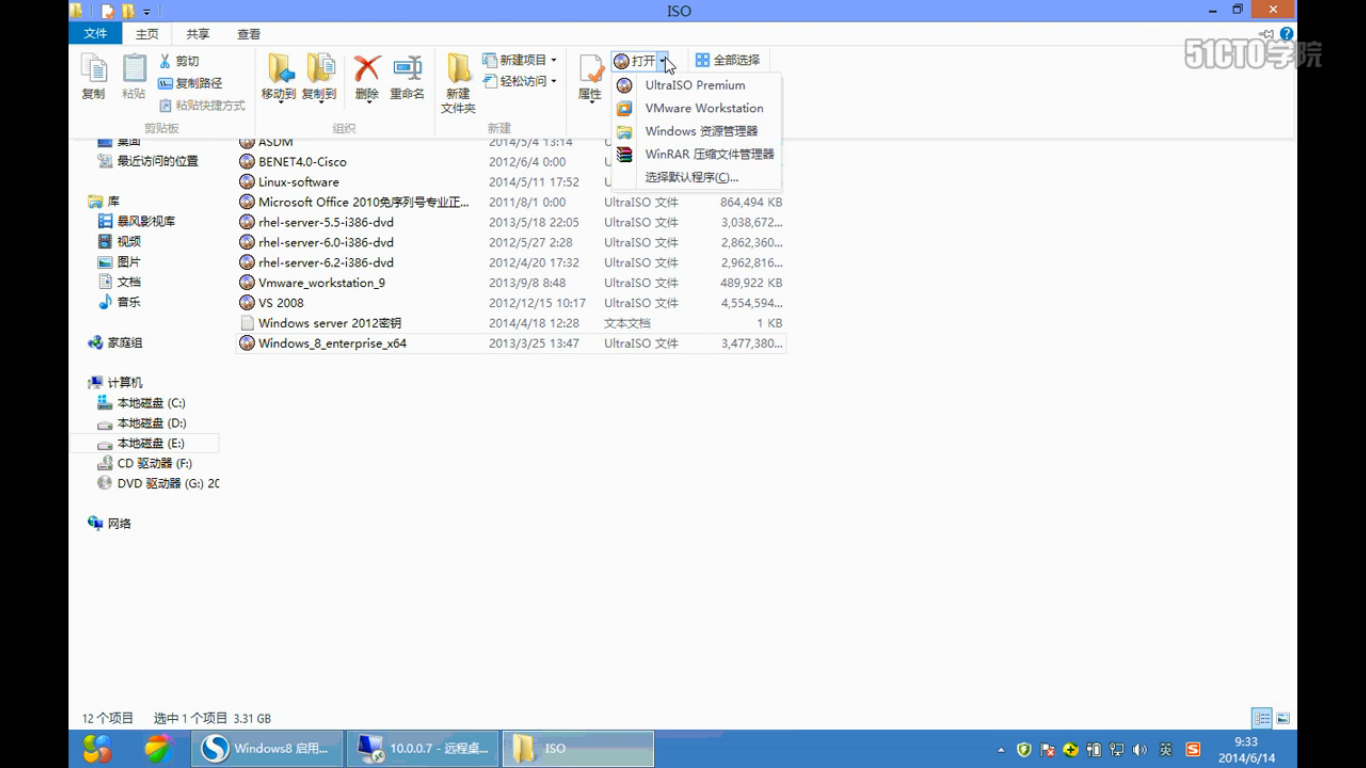 ISO
文件 主页 共享 查看
51CTO学院
复制 粘贴 剪切
复制路径
粘贴快捷方式
剪贴板
移动到 复制到 删除 重命名
组织
新建
文件夹
新建项目
轻松访问
新建
属性 打开 全部选择
UltraISO Premium
VMware Workstation
Windows 资源管理器
WinRAR 压缩文件管理器
选择默认程序(C)...
桌面
最近访问的位置
库
暴风影视库
视频
图片
文档
音乐
家庭组
计算机
本地磁盘 (C:)
本地磁盘 (D:)
本地磁盘 (E:)
CD 驱动器 (F:)
DVD 驱动器 (G:) 20
网络
ASDM 2014/5/4 13:14
BENET4.0-Cisco 2012/6/4 0:00
Linux-software 2014/5/11 17:52
Microsoft Office 2010免序列号专业正... 2011/8/1 0:00 UltraISO 文件 864,494 KB
rhel-server-5.5-i386-dvd 2013/5/18 22:05 UltraISO 文件 3,038,672...
rhel-server-6.0-i386-dvd 2012/5/27 2:28 UltraISO 文件 2,862,360...
rhel-server-6.2-i386-dvd 2012/4/20 17:32 UltraISO 文件 2,962,816...
Vmware_workstation_9 2013/9/8 8:48 UltraISO 文件 489,922 KB
VS 2008 2012/12/15 10:17 UltraISO 文件 4,554,594...
Windows server 2012密钥 2014/4/18 12:28 文本文档 1 KB
Windows_8_enterprise_x64 2013/3/25 13:47 UltraISO 文件 3,477,380...
12 个项目 选中 1 个项目 3.31 GB
Windows8 启用... 10.0.0.7 - 远程桌... ISO
英
9:33
2014/6/14